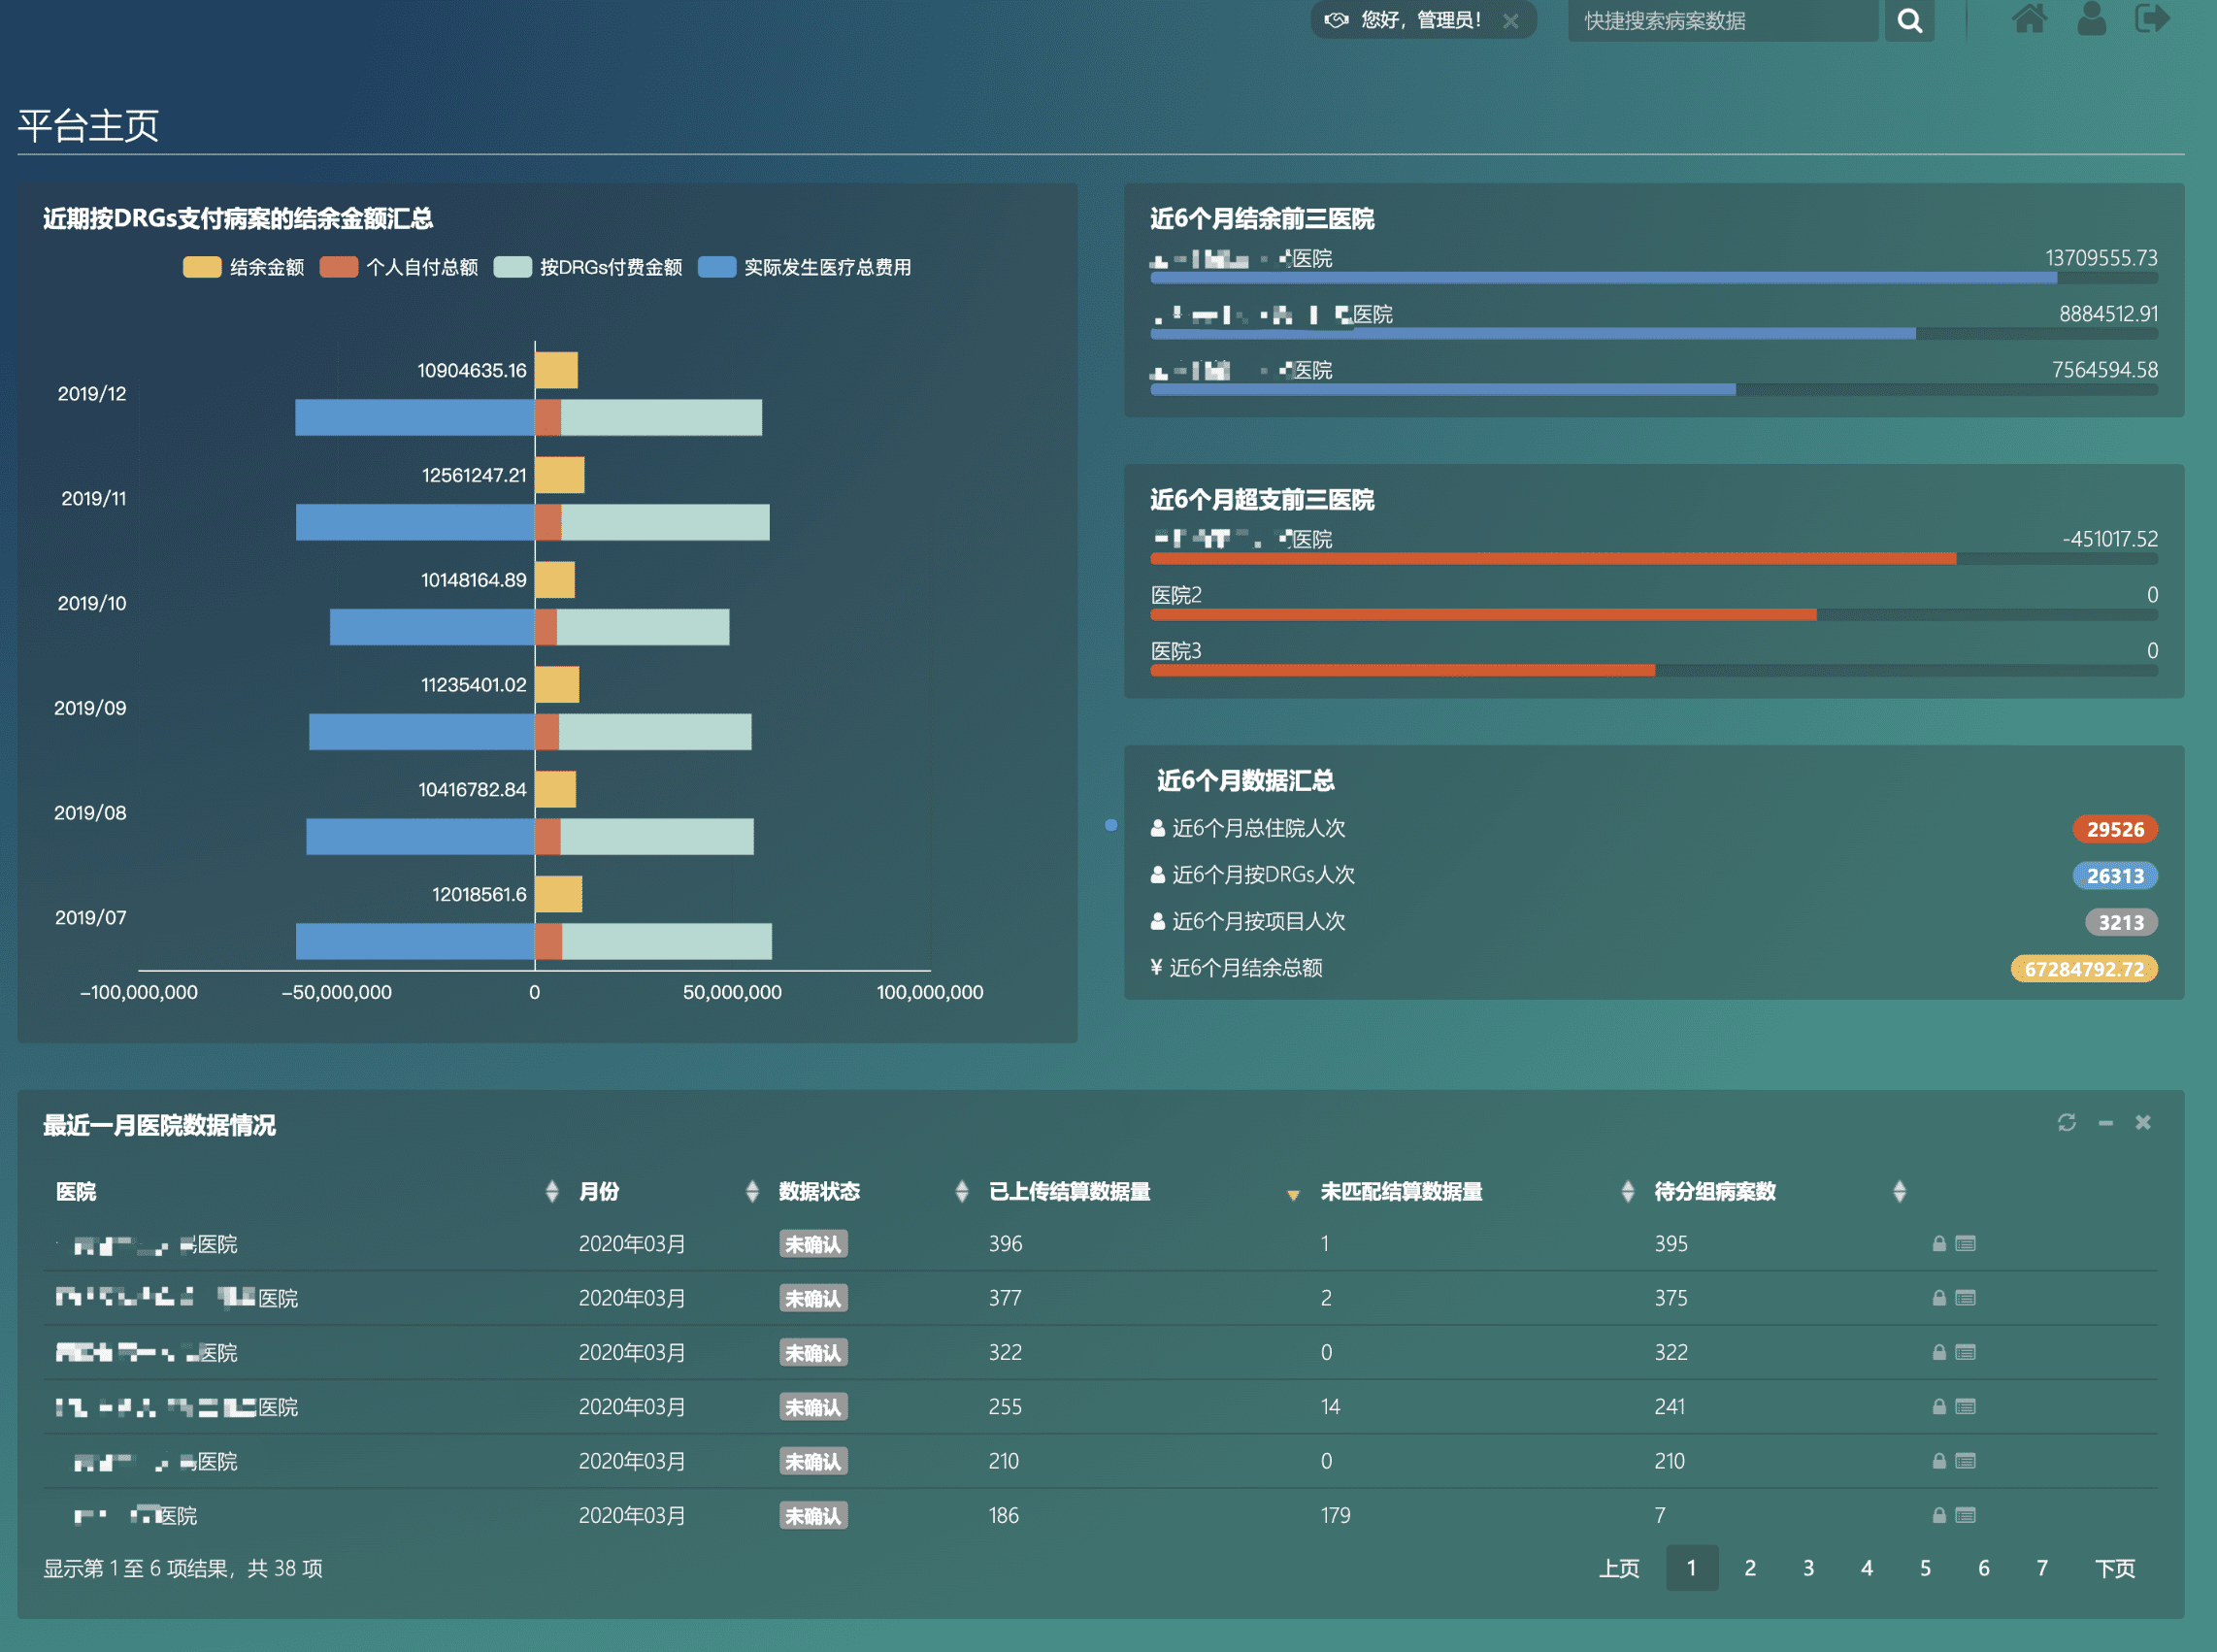 您好，管理员！
快捷搜索病案数据
平台主页
近期按DRGs支付病案的结余金额汇总
结余金额 个人自付总额 按DRGs付费金额 实际发生医疗总费用
10904635.16
2019/12
12561247.21
2019/11
10148164.89
2019/10
11235401.02
2019/09
10416782.84
2019/08
12018561.6
2019/07
−100,000,000 −50,000,000 0 50,000,000 100,000,000
近6个月结余前三医院
医院 13709555.73
医院 8884512.91
医院 7564594.58
近6个月超支前三医院
医院 -451017.52
医院2 0
医院3 0
近6个月数据汇总
近6个月总住院人次 29526
近6个月按DRGs人次 26313
近6个月按项目人次 3213
¥ 近6个月结余总额 67284792.72
最近一月医院数据情况
医院 月份 数据状态 已上传结算数据量 未匹配结算数据量 待分组病案数
医院 2020年03月 未确认 396 1 395
医院 2020年03月 未确认 377 2 375
医院 2020年03月 未确认 322 0 322
医院 2020年03月 未确认 255 14 241
医院 2020年03月 未确认 210 0 210
医院 2020年03月 未确认 186 179 7
显示第 1 至 6 项结果，共 38 项
上页 1 2 3 4 5 6 7 下页